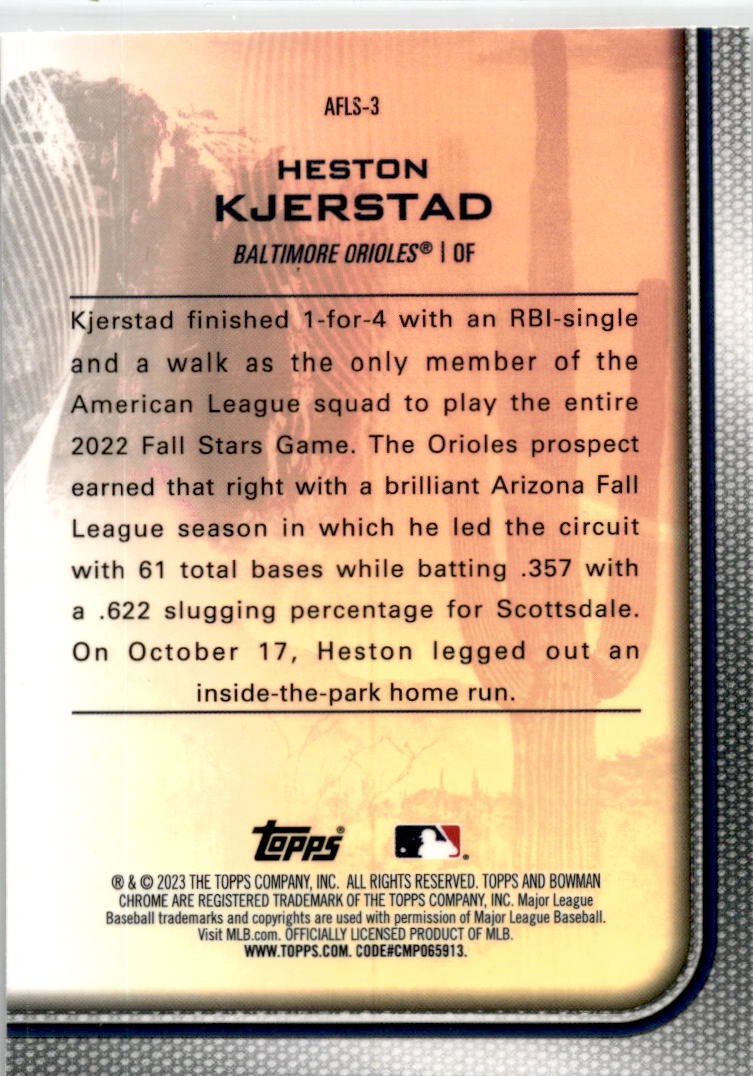 AFLS-3
HESTON
KJERSTAD
BALTIMORE ORIOLES® | OF
Kjerstad finished 1-for-4 with an RBI-single
and a walk as the only member of the
American League squad to play the entire
2022 Fall Stars Game. The Orioles prospect
earned that right with a brilliant Arizona Fall
League season in which he led the circuit
with 61 total bases while batting .357 with
a .622 slugging percentage for Scottsdale.
On October 17, Heston legged out an
inside-the-park home run.
topps®
® & © 2023 THE TOPPS COMPANY, INC. ALL RIGHTS RESERVED. TOPPS AND BOWMAN
CHROME ARE REGISTERED TRADEMARK OF THE TOPPS COMPANY, INC. Major League
Baseball trademarks and copyrights are used with permission of Major League Baseball.
Visit MLB.com. OFFICIALLY LICENSED PRODUCT OF MLB.
WWW.TOPPS.COM. CODE#CMP065913.